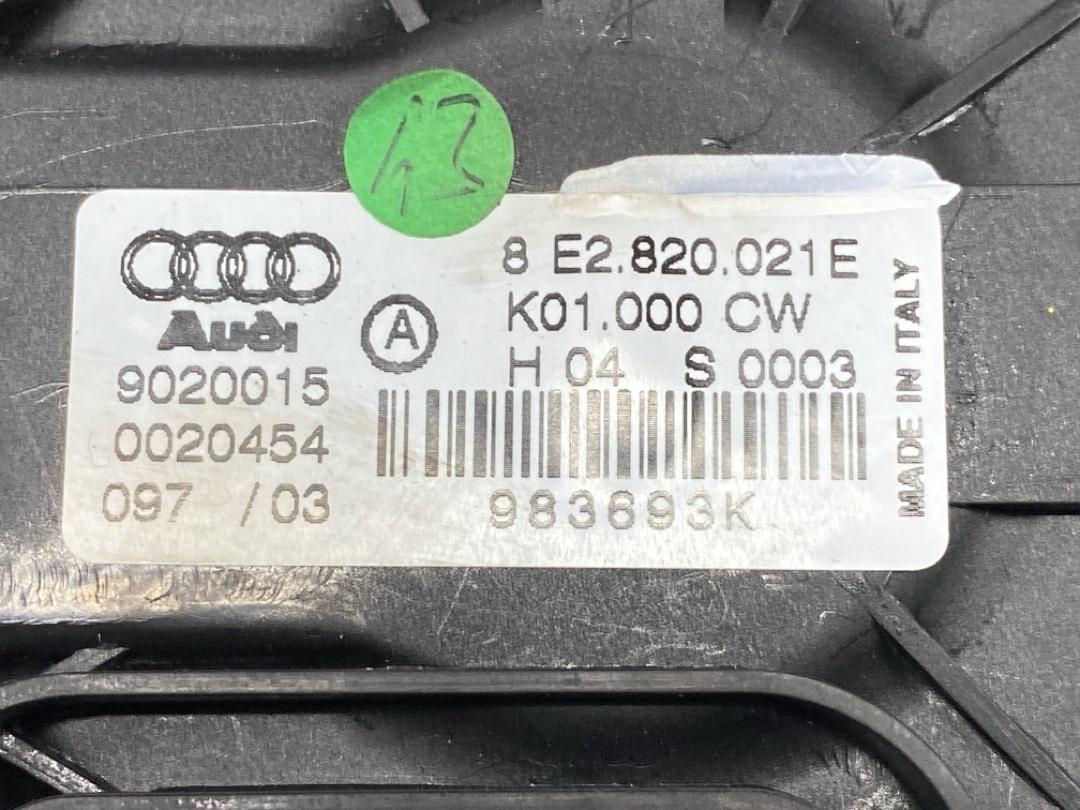 8 E2.820.021E
K01.000 CW
H 04 S 0003
A
Audi
9020015
0020454
097 /03
983693K
MADE IN ITALY